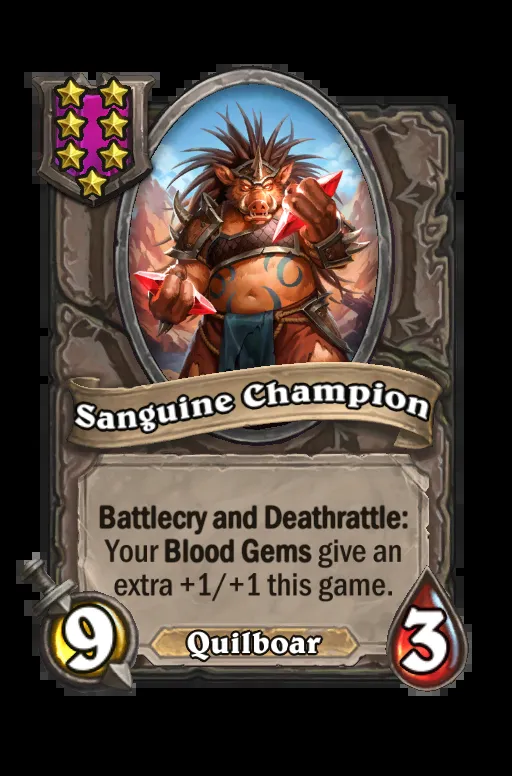 Sanguine Champion
Battlecry and Deathrattle:
Your Blood Gems give an
extra +1/+1 this game.
9
Quilboar
3